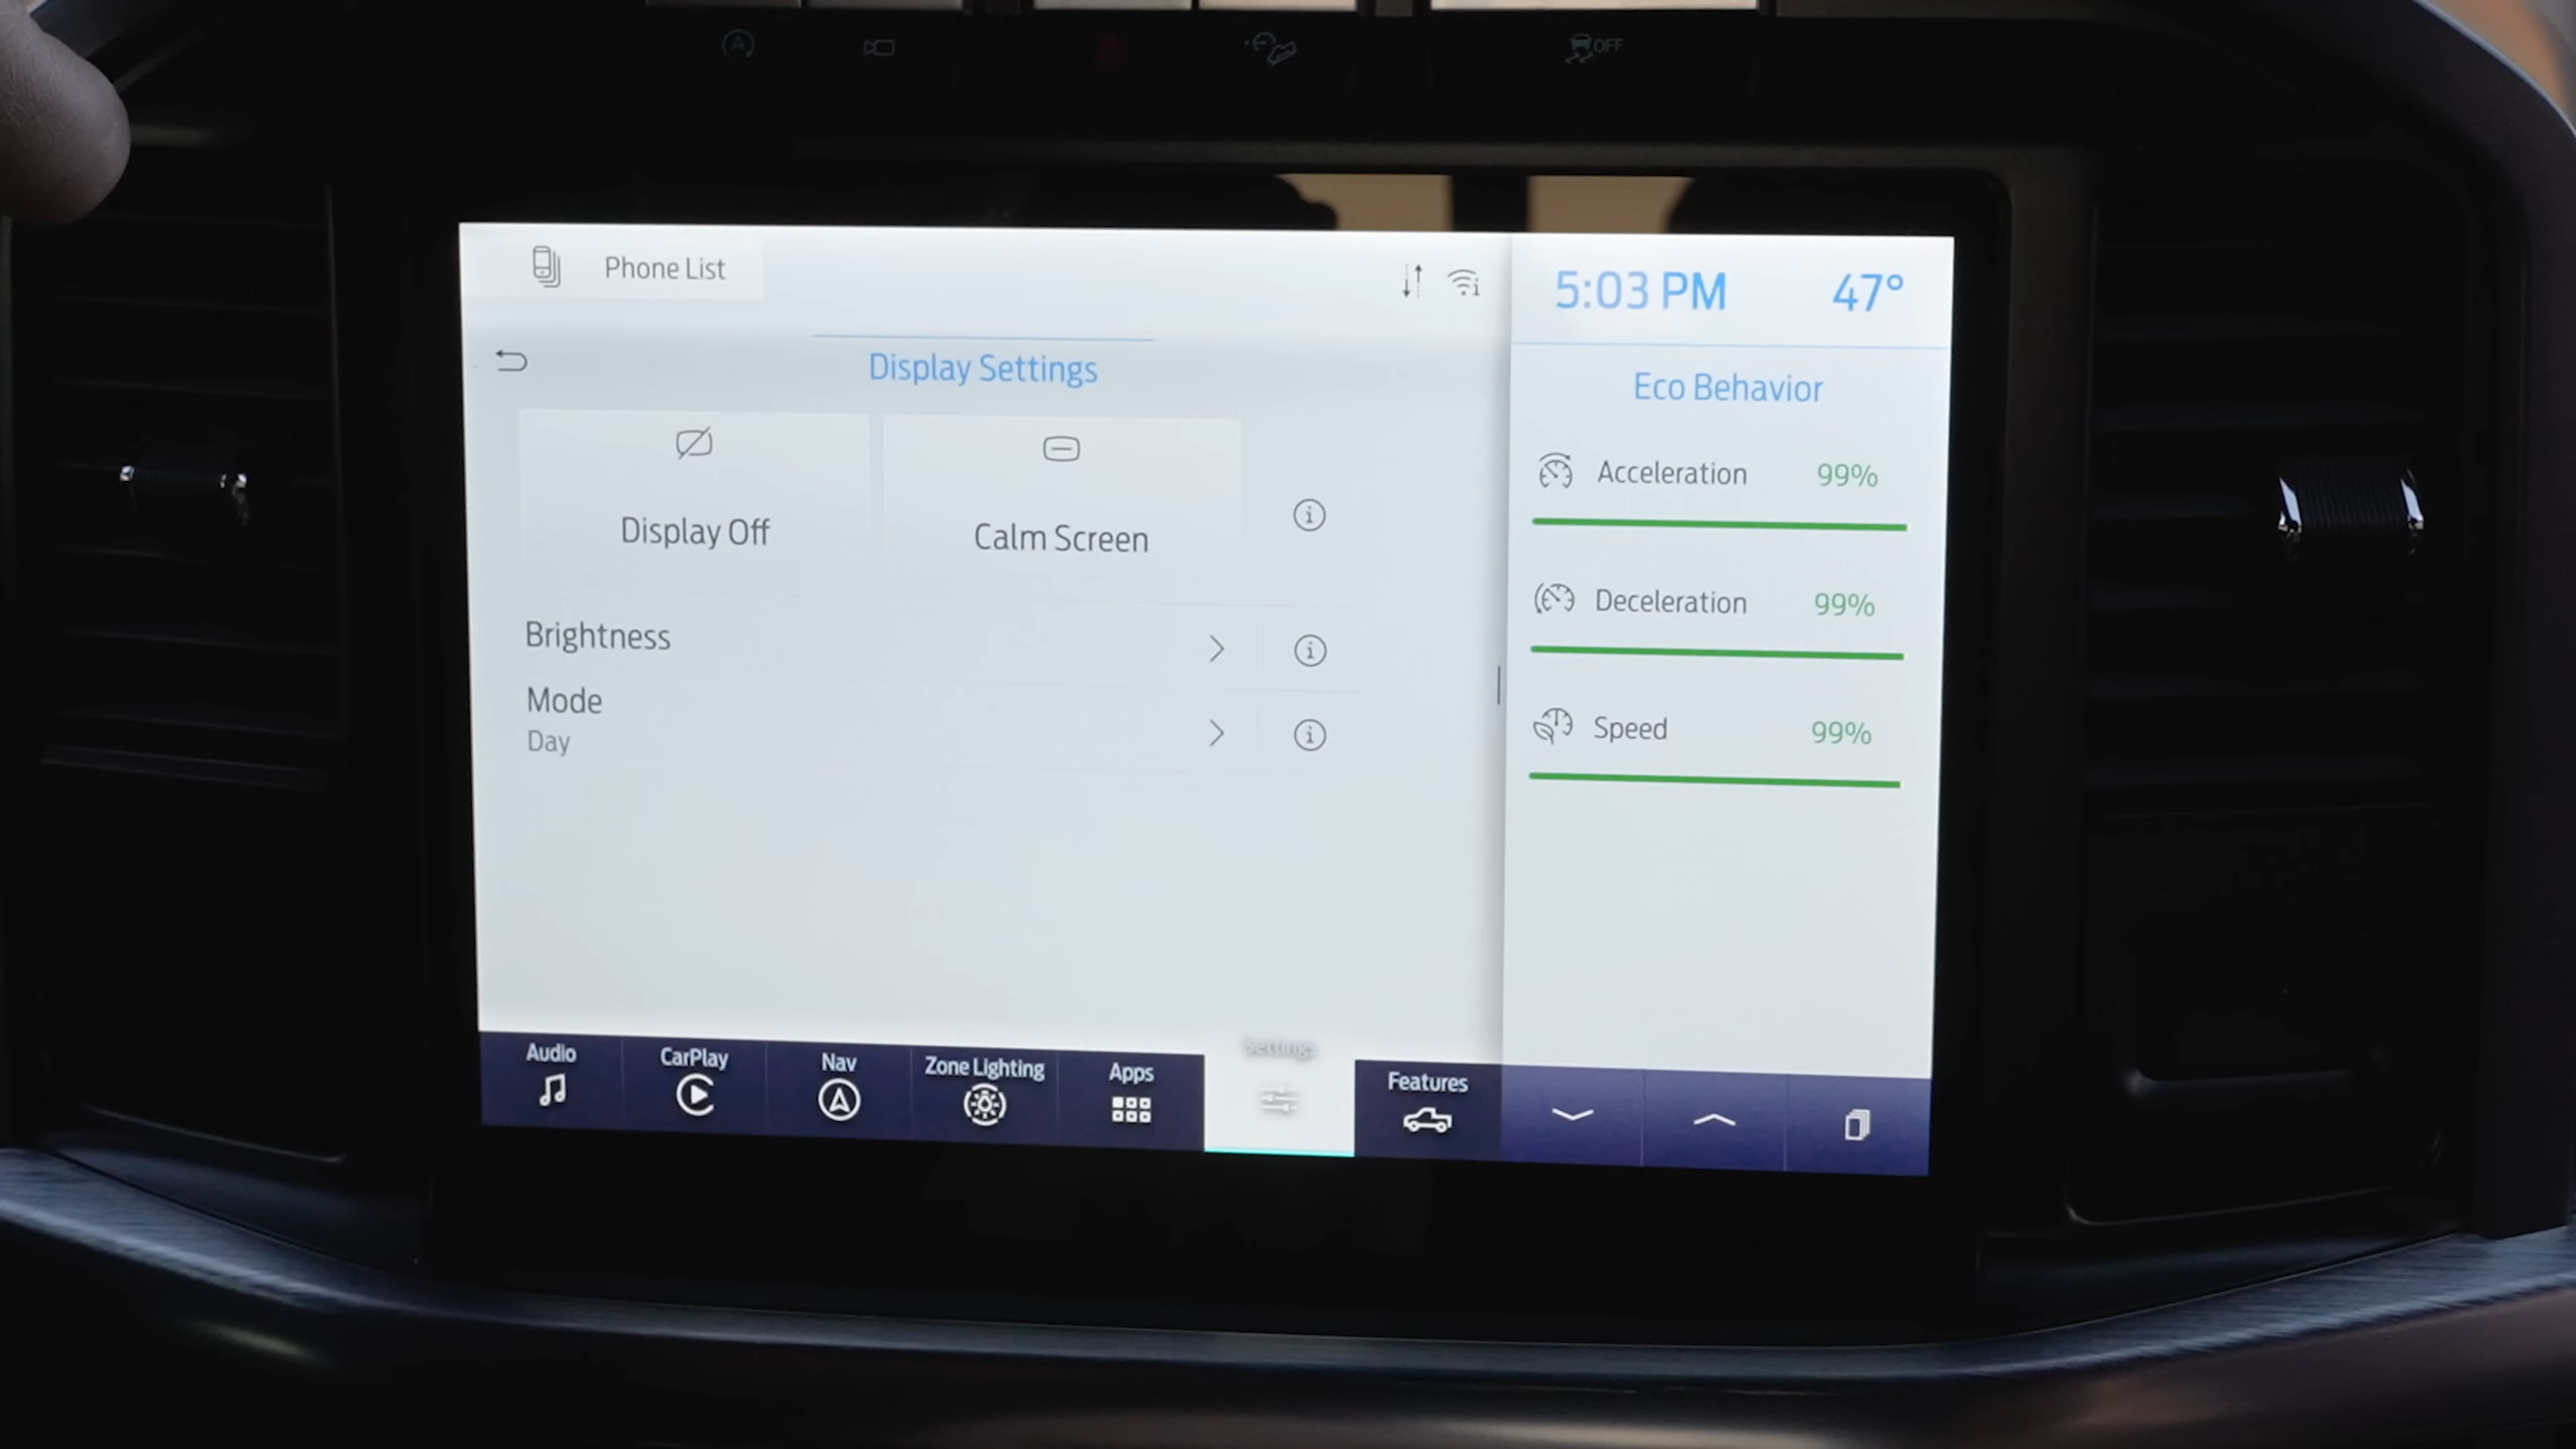 OFF
Phone List
5:03 PM 47°
Display Settings
Eco Behavior
Display Off
Calm Screen
Acceleration 99%
Deceleration 99%
Speed 99%
Brightness
Mode
Day
Audio
CarPlay
Nav
Zone Lighting
Apps
Settings
Features